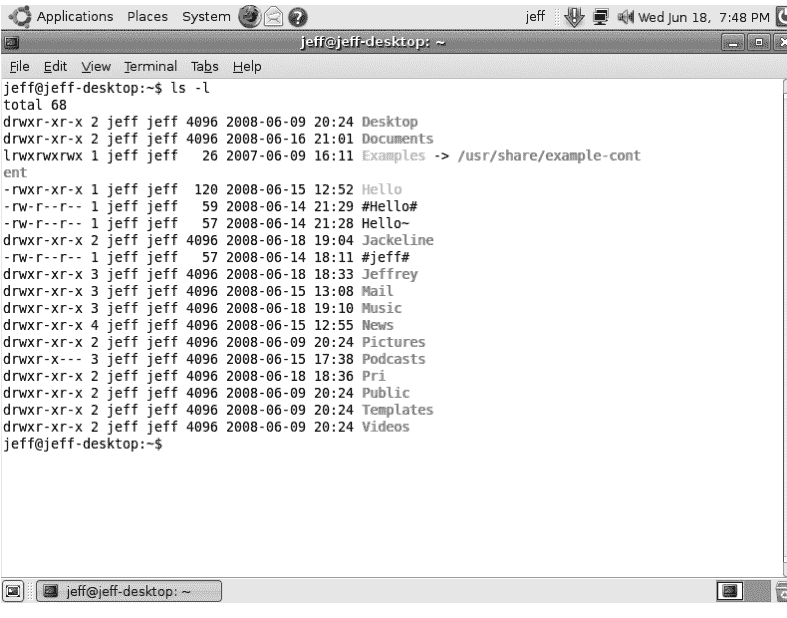 Applications Places System jeff Wed Jun 18, 7:48 PM
jeff@jeff-desktop: ~
File Edit View Terminal Tabs Help
jeff@jeff-desktop:~$ ls -l
total 68
drwxr-xr-x 2 jeff jeff 4096 2008-06-09 20:24 Desktop
drwxr-xr-x 2 jeff jeff 4096 2008-06-16 21:01 Documents
lrwxrwxrwx 1 jeff jeff   26 2007-06-09 16:11 Examples -> /usr/share/example-cont
ent
-rwxr-xr-x 1 jeff jeff  120 2008-06-15 12:52 Hello
-rw-r--r-- 1 jeff jeff   59 2008-06-14 21:29 #Hello#
-rw-r--r-- 1 jeff jeff   57 2008-06-14 21:28 Hello~
drwxr-xr-x 2 jeff jeff 4096 2008-06-18 19:04 Jackeline
-rw-r--r-- 1 jeff jeff   57 2008-06-14 18:11 #jeff#
drwxr-xr-x 3 jeff jeff 4096 2008-06-18 18:33 Jeffrey
drwxr-xr-x 3 jeff jeff 4096 2008-06-15 13:08 Mail
drwxr-xr-x 3 jeff jeff 4096 2008-06-18 19:10 Music
drwxr-xr-x 4 jeff jeff 4096 2008-06-15 12:55 News
drwxr-xr-x 2 jeff jeff 4096 2008-06-09 20:24 Pictures
drwxr-x--- 3 jeff jeff 4096 2008-06-15 17:38 Podcasts
drwxr-xr-x 2 jeff jeff 4096 2008-06-18 18:36 Pri
drwxr-xr-x 2 jeff jeff 4096 2008-06-09 20:24 Public
drwxr-xr-x 2 jeff jeff 4096 2008-06-09 20:24 Templates
drwxr-xr-x 2 jeff jeff 4096 2008-06-09 20:24 Videos
jeff@jeff-desktop:~$
jeff@jeff-desktop: ~